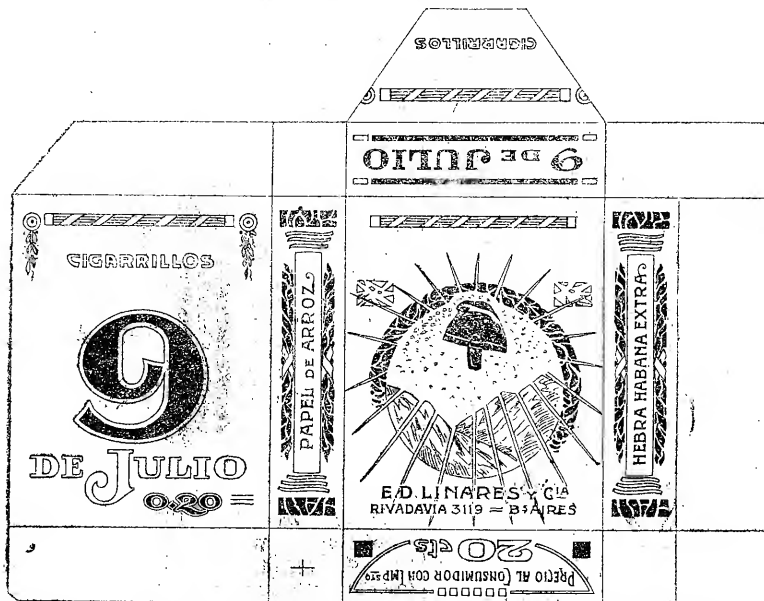 CIGARRILLOS
9 DE JULIO
CIGARRILLOS
9
DE JULIO
0.20
PAPEL DE ARROZ
E.D. LINARES Y Cia
RIVADAVIA 3119 = Bs AIRES
HEBRA HABANA EXTRA
20 cts
PRECIO AL CONSUMIDOR CON IMPsto